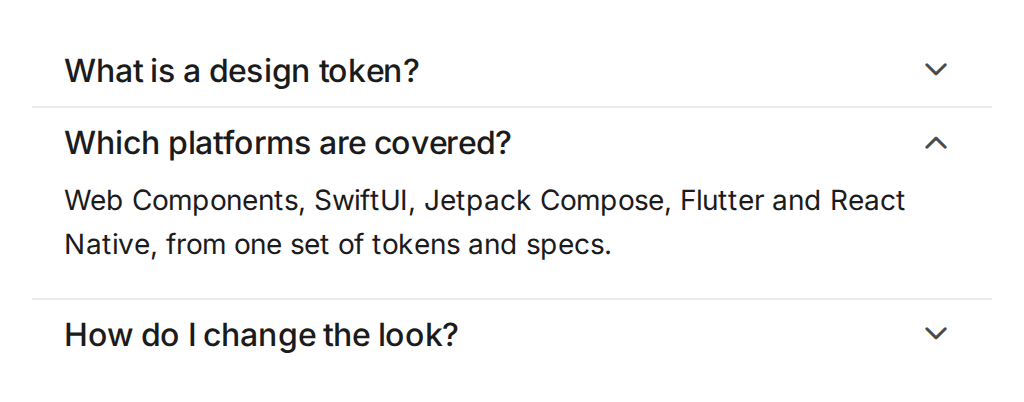 What is a design token?
Which platforms are covered?
Web Components, SwiftUI, Jetpack Compose, Flutter and React
Native, from one set of tokens and specs.
How do I change the look?